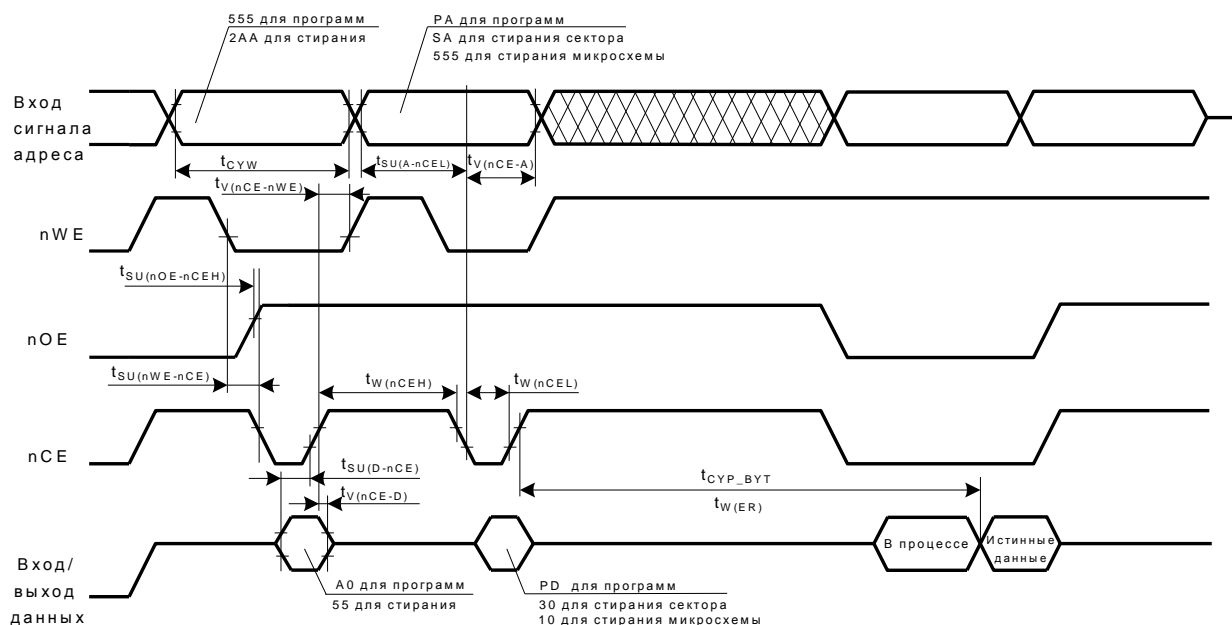 555 для программ
2AA для стирания
PA для программ
SA для стирания сектора
555 для стирания микросхемы
Вход
сигнала
адреса
tCYW
tSU(A-nCEL)
tV(nCE-A)
tV(nCE-nWE)
nWE
tSU(nOE-nCEH)
nOE
tSU(nWE-nCE)
tW(nCEH)
tW(nCEL)
nCE
tSU(D-nCE)
tCYP_BYT
tV(nCE-D)
tW(ER)
В процессе
Истинные
данные
Вход/
выход
данных
A0 для программ
55 для стирания
PD для программ
30 для стирания сектора
10 для стирания микросхемы